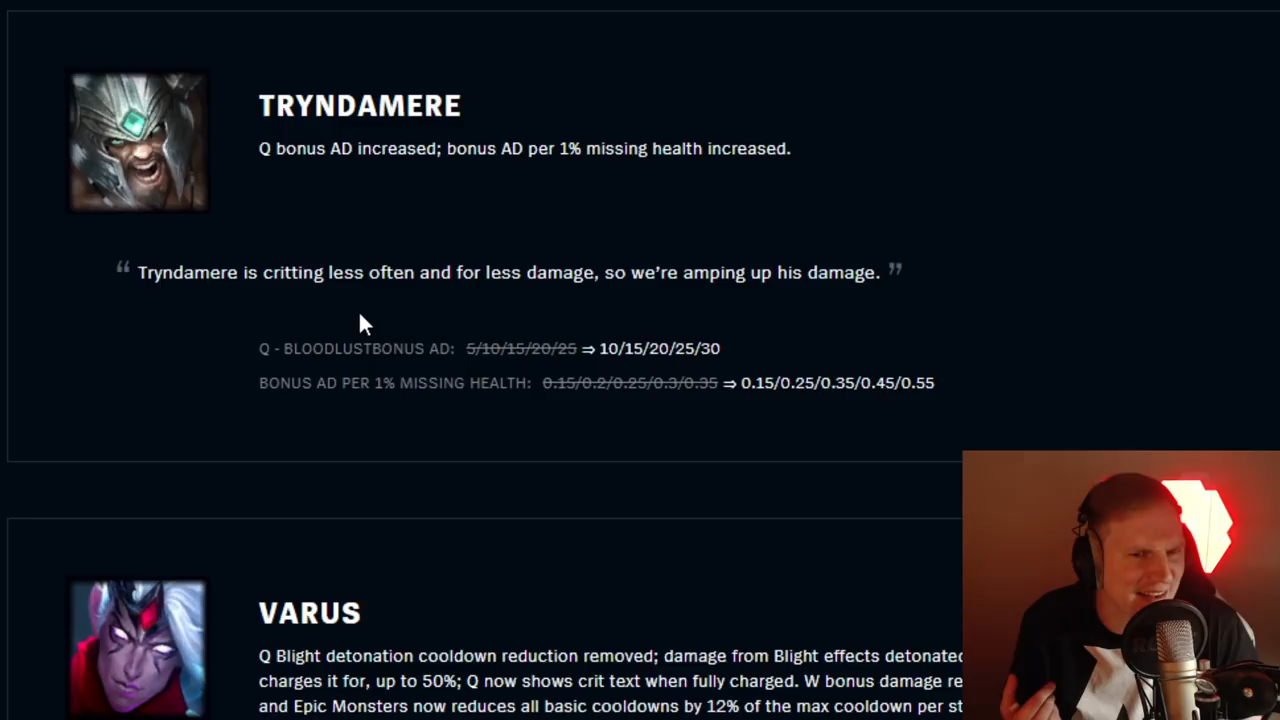 TRYNDAMERE
Q bonus AD increased; bonus AD per 1% missing health increased.
“ Tryndamere is critting less often and for less damage, so we’re amping up his damage. ”
Q - BLOODLUSTBONUS AD: 5/10/15/20/25 ⇒ 10/15/20/25/30
BONUS AD PER 1% MISSING HEALTH: 0.15/0.2/0.25/0.3/0.35 ⇒ 0.15/0.25/0.35/0.45/0.55
VARUS
Q Blight detonation cooldown reduction removed; damage from Blight effects detonated
charges it for, up to 50%; Q now shows crit text when fully charged. W bonus damage re
and Epic Monsters now reduces all basic cooldowns by 12% of the max cooldown per st